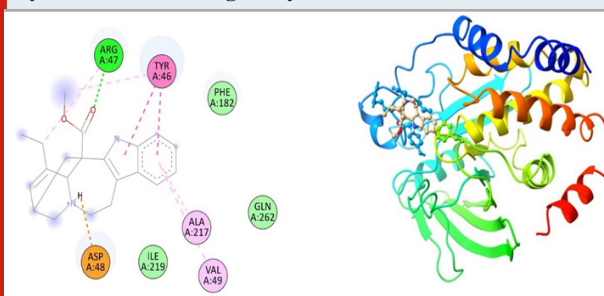 ARG
A:47
TYR
A:46
PHE
A:182
O
O
N
H
N
GLN
A:262
ALA
A:217
ASP
A:48
ILE
A:219
VAL
A:49